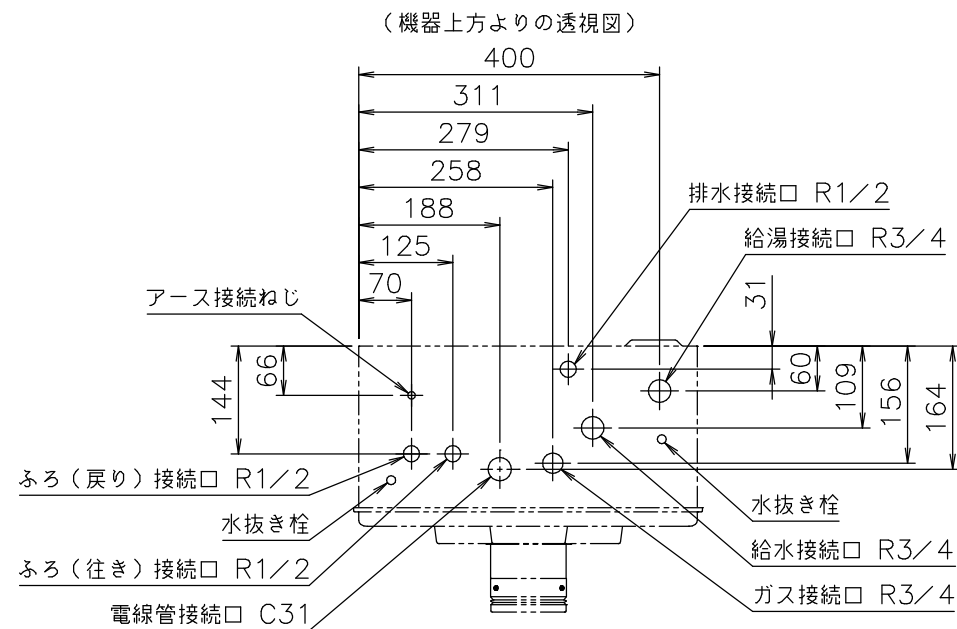 （機器上方よりの透視図）
400
311
279
258
188
125
70
排水接続口 R1／2
給湯接続口 R3／4
アース接続ねじ
31
66
144
60
109
156
164
ふろ（戻り）接続口 R1／2
水抜き栓
水抜き栓
給水接続口 R3／4
ふろ（往き）接続口 R1／2
ガス接続口 R3／4
電線管接続口 C31